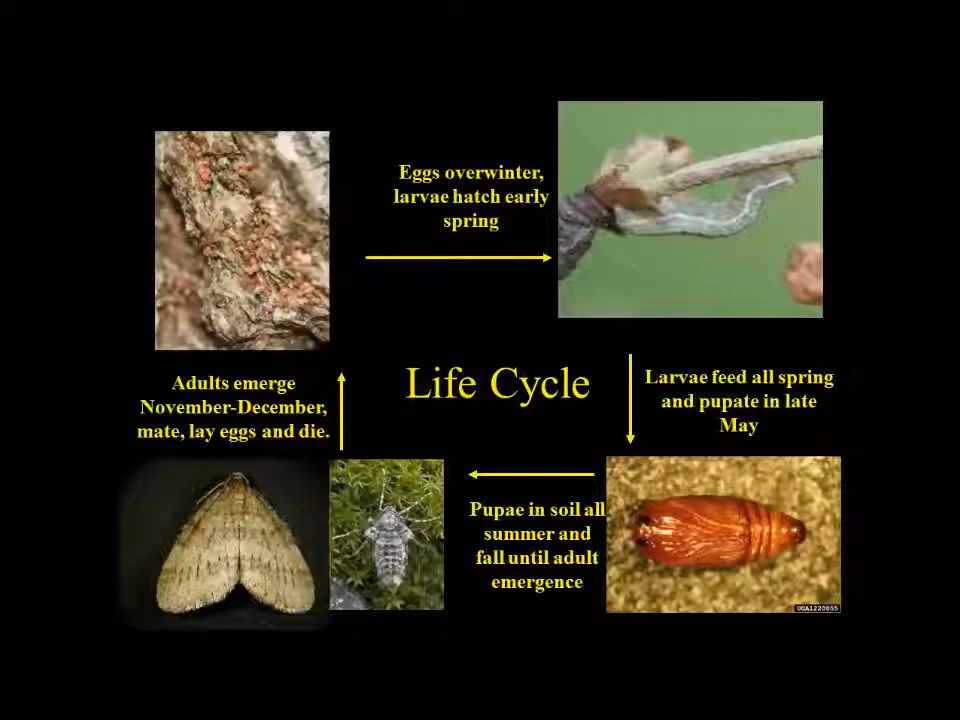 Eggs overwinter,
larvae hatch early
spring
Life Cycle
Larvae feed all spring
and pupate in late
May
Adults emerge
November-December,
mate, lay eggs and die.
Pupae in soil all
summer and
fall until adult
emergence
UGA1220055